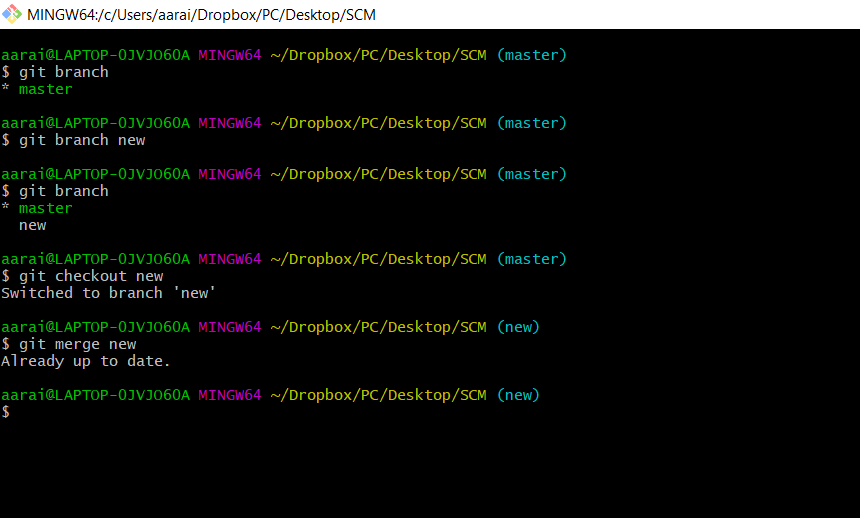 MINGW64:/c/Users/aarai/Dropbox/PC/Desktop/SCM
aarai@LAPTOP-0JVJO60A MINGW64 ~/Dropbox/PC/Desktop/SCM (master)
$ git branch
* master
aarai@LAPTOP-0JVJO60A MINGW64 ~/Dropbox/PC/Desktop/SCM (master)
$ git branch new
aarai@LAPTOP-0JVJO60A MINGW64 ~/Dropbox/PC/Desktop/SCM (master)
$ git branch
* master
  new
aarai@LAPTOP-0JVJO60A MINGW64 ~/Dropbox/PC/Desktop/SCM (master)
$ git checkout new
Switched to branch 'new'
aarai@LAPTOP-0JVJO60A MINGW64 ~/Dropbox/PC/Desktop/SCM (new)
$ git merge new
Already up to date.
aarai@LAPTOP-0JVJO60A MINGW64 ~/Dropbox/PC/Desktop/SCM (new)
$